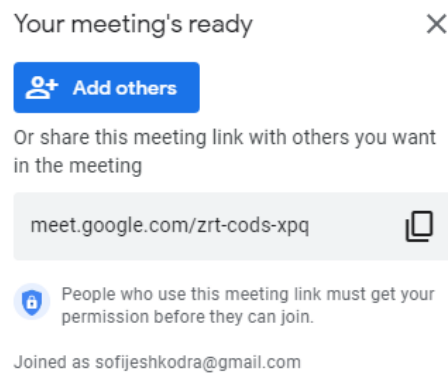 Your meeting's ready
Add others
Or share this meeting link with others you want
in the meeting
meet.google.com/zrt-cods-xpq
People who use this meeting link must get your
permission before they can join.
Joined as sofijeshkodra@gmail.com